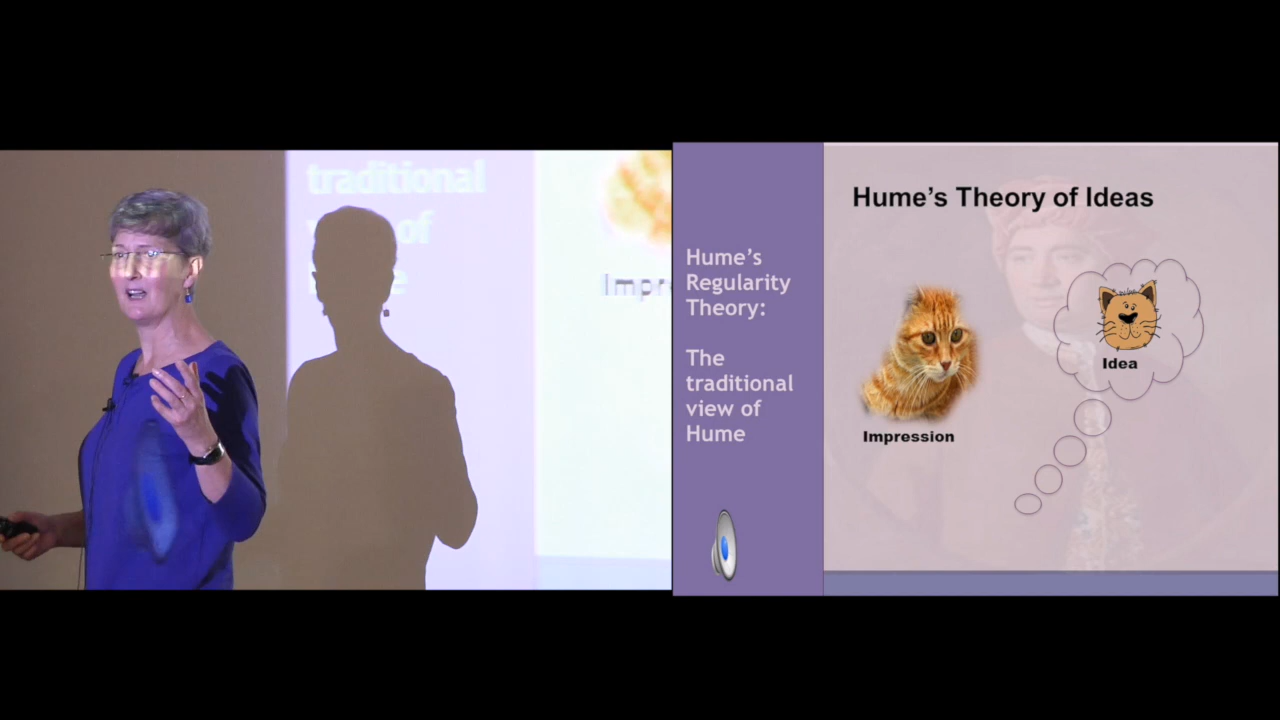 traditional
of
Impr
Hume's Theory of Ideas
Hume's
Regularity
Theory:
The
traditional
view of
Hume
Impression
Idea